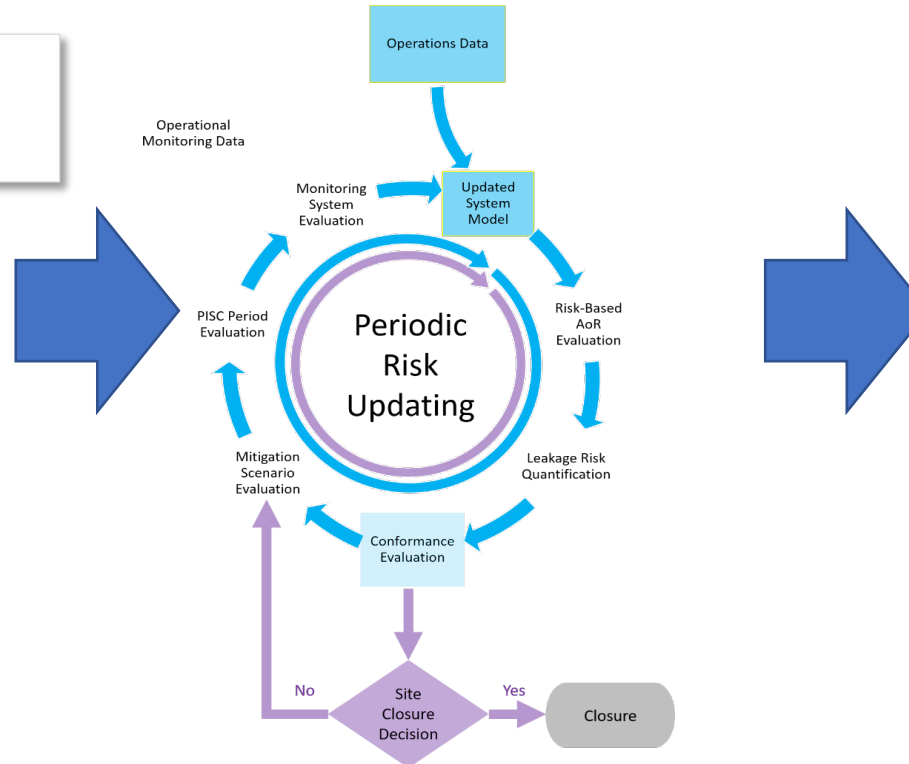 Operations Data
Operational
Monitoring Data
Monitoring
System
Evaluation
Updated
System
Model
PISC Period
Evaluation
Risk-Based
AoR
Evaluation
Periodic
Risk
Updating
Mitigation
Scenario
Evaluation
Leakage Risk
Quantification
Conformance
Evaluation
No
Site
Closure
Decision
Yes
Closure